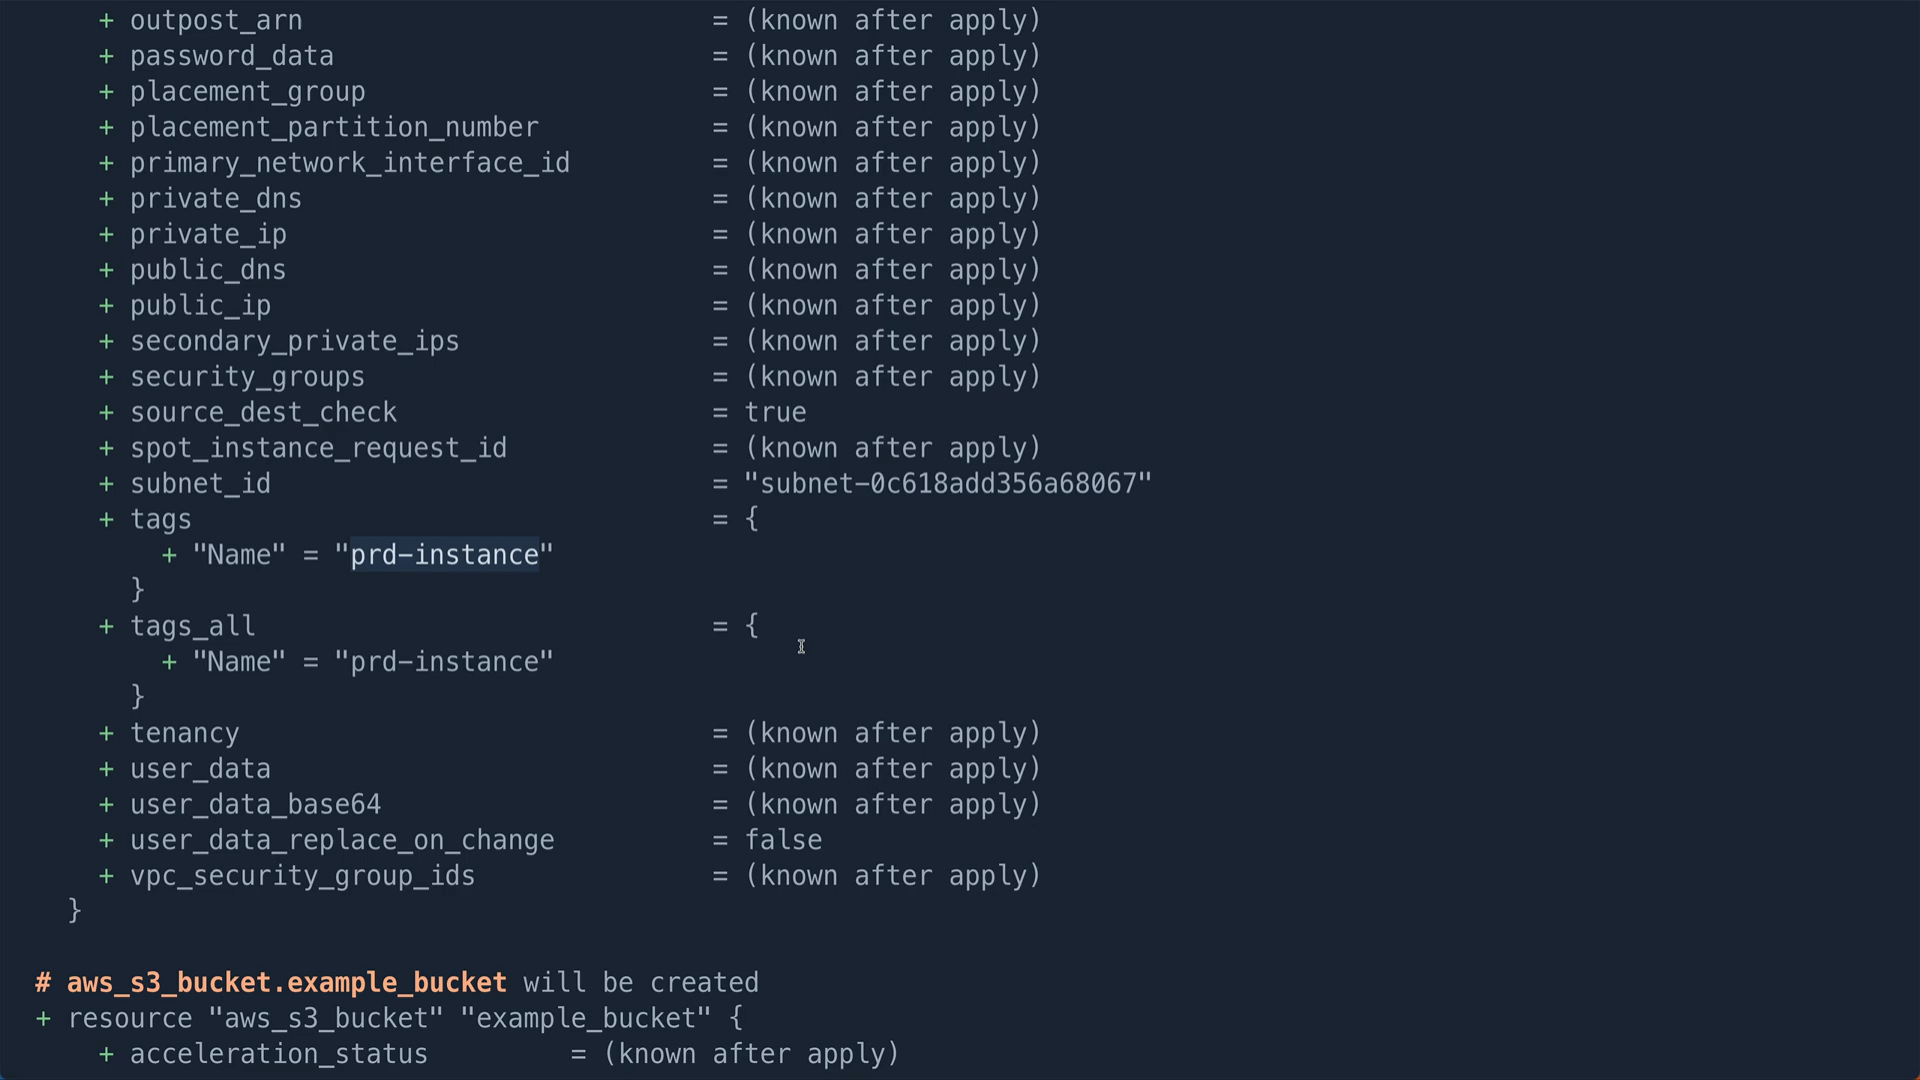 + outpost_arn = (known after apply)
+ password_data = (known after apply)
+ placement_group = (known after apply)
+ placement_partition_number = (known after apply)
+ primary_network_interface_id = (known after apply)
+ private_dns = (known after apply)
+ private_ip = (known after apply)
+ public_dns = (known after apply)
+ public_ip = (known after apply)
+ secondary_private_ips = (known after apply)
+ security_groups = (known after apply)
+ source_dest_check = true
+ spot_instance_request_id = (known after apply)
+ subnet_id = "subnet-0c618add356a68067"
+ tags = {
+ "Name" = "prd-instance"
}
+ tags_all = {
+ "Name" = "prd-instance"
}
+ tenancy = (known after apply)
+ user_data = (known after apply)
+ user_data_base64 = (known after apply)
+ user_data_replace_on_change = false
+ vpc_security_group_ids = (known after apply)
}
# aws_s3_bucket.example_bucket will be created
+ resource "aws_s3_bucket" "example_bucket" {
+ acceleration_status = (known after apply)